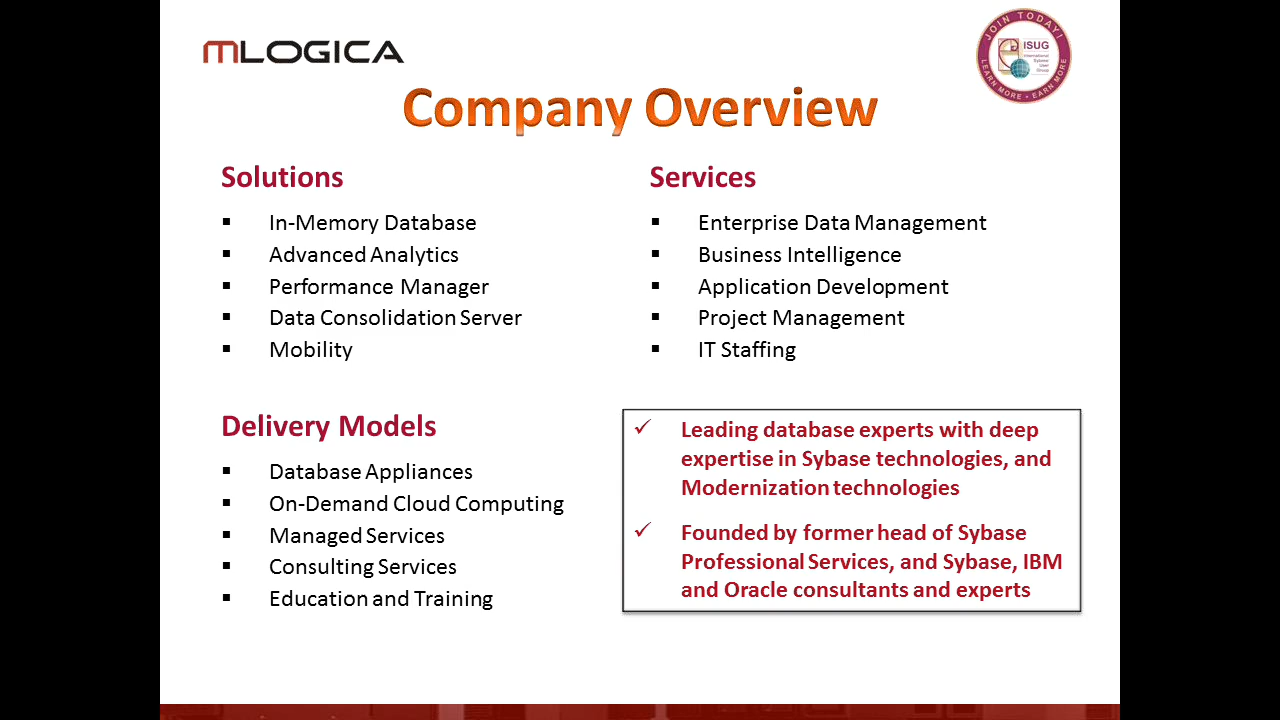 mLOGICA
JOIN TODAY!
ISUG
International
Sybase
User
Group
LEARN MORE • EARN MORE
Company Overview
Solutions
▪ In-Memory Database
▪ Advanced Analytics
▪ Performance Manager
▪ Data Consolidation Server
▪ Mobility
Services
▪ Enterprise Data Management
▪ Business Intelligence
▪ Application Development
▪ Project Management
▪ IT Staffing
Delivery Models
▪ Database Appliances
▪ On-Demand Cloud Computing
▪ Managed Services
▪ Consulting Services
▪ Education and Training
✓ Leading database experts with deep
expertise in Sybase technologies, and
Modernization technologies
✓ Founded by former head of Sybase
Professional Services, and Sybase, IBM
and Oracle consultants and experts